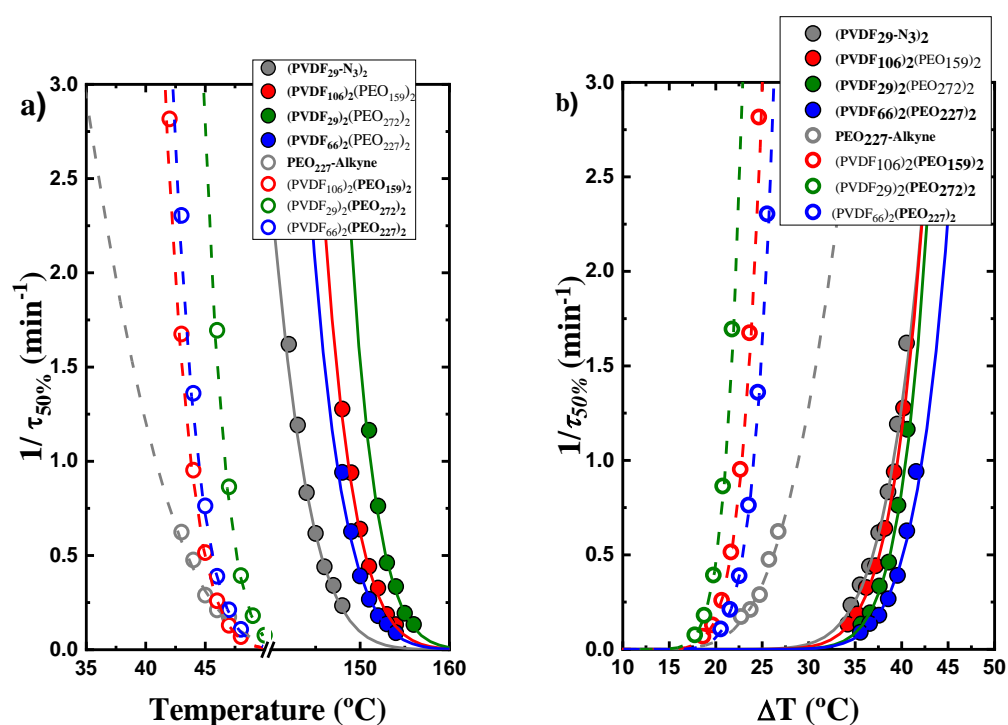 a)
(PVDF29-N3)2
(PVDF106)2(PEO159)2
(PVDF29)2(PEO272)2
(PVDF66)2(PEO227)2
PEO227-Alkyne
(PVDF106)2(PEO159)2
(PVDF29)2(PEO272)2
(PVDF66)2(PEO227)2
3.0
2.5
2.0
1.5
1.0
0.5
0.0
1/ τ50% (min-1)
35 40 45 150 160
Temperature (ºC)
b)
(PVDF29-N3)2
(PVDF106)2(PEO159)2
(PVDF29)2(PEO272)2
(PVDF66)2(PEO227)2
PEO227-Alkyne
(PVDF106)2(PEO159)2
(PVDF29)2(PEO272)2
(PVDF66)2(PEO227)2
3.0
2.5
2.0
1.5
1.0
0.5
0.0
1/τ50% (min-1)
10 15 20 25 30 35 40 45 50
ΔT (ºC)